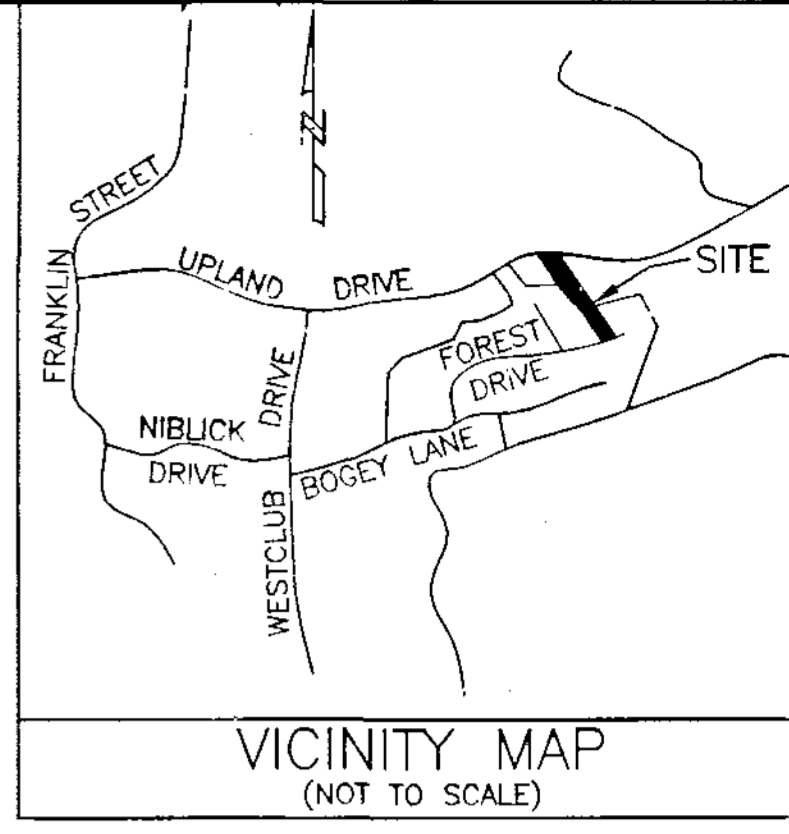 N
STREET
FRANKLIN
UPLAND DRIVE
SITE
FOREST
DRIVE
WESTCLUB DRIVE
NIBLICK
DRIVE
BOGEY LANE
VICINITY MAP
(NOT TO SCALE)